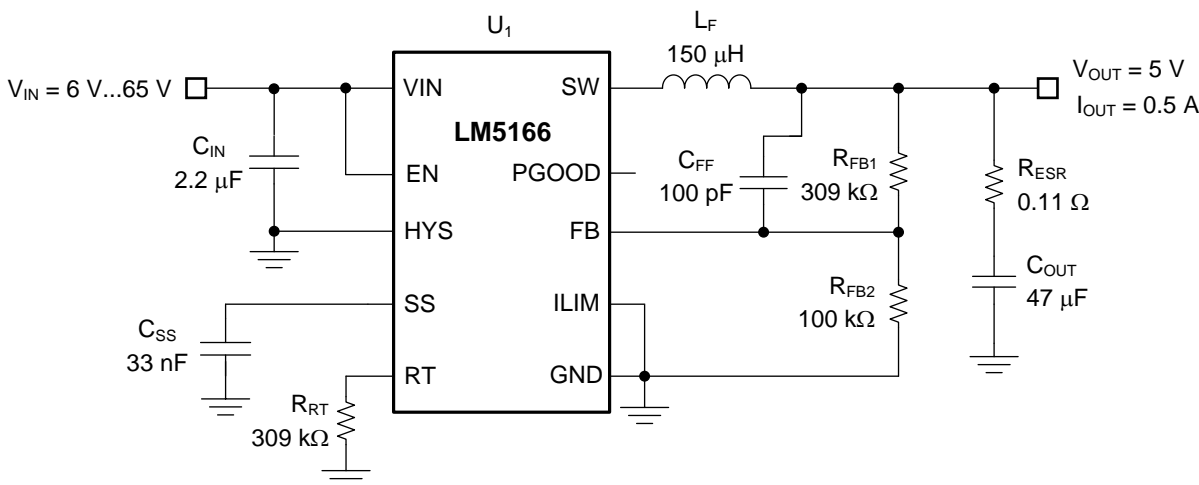 U1
LF
150 μH
VIN = 6 V...65 V
VIN
SW
VOUT = 5 V
IOUT = 0.5 A
LM5166
CIN
2.2 μF
EN
PGOOD
CFF
100 pF
RFB1
309 kΩ
RESR
0.11 Ω
HYS
FB
COUT
47 μF
SS
ILIM
RFB2
100 kΩ
CSS
33 nF
RT
GND
RRT
309 kΩ